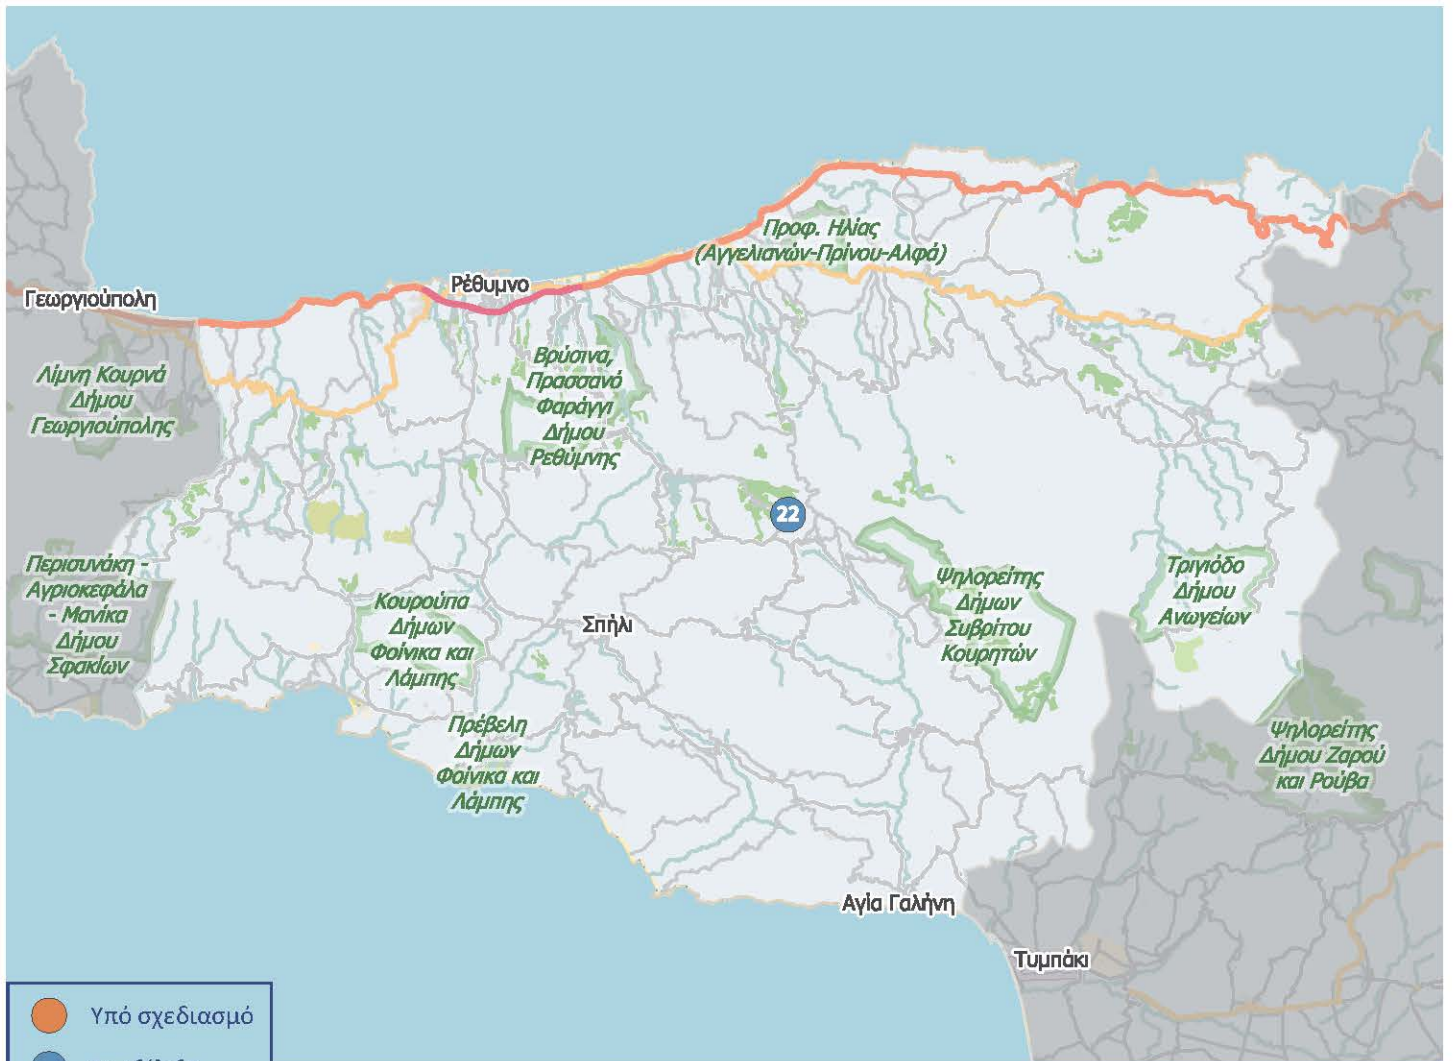 Προφ. Ηλίας
(Αγγελιανών-Πρίνου-Αλφά)
Ρέθυμνο
Γεωργιούπολη
Λίμνη Κουρνά
Δήμου
Γεωργιούπολης
Βρύσινα,
Πρασσανό
Φαράγγι
Δήμου
Ρεθύμνης
22
Περισυνάκη -
Αγριοκεφάλα
- Μανίκα
Δήμου
Σφακίων
Κουρούπα
Δήμων
Φοίνικα και
Λάμπης
Σπήλι
Ψηλορείτης
Δήμων
Συβρίτου
Κουρητών
Τριγιόδο
Δήμου
Ανωγείων
Πρέβελη
Δήμων
Φοίνικα και
Λάμπης
Ψηλορείτης
Δήμου Ζαρού
και Ρούβα
Αγία Γαλήνη
Τυμπάκι
Υπό σχεδιασμό